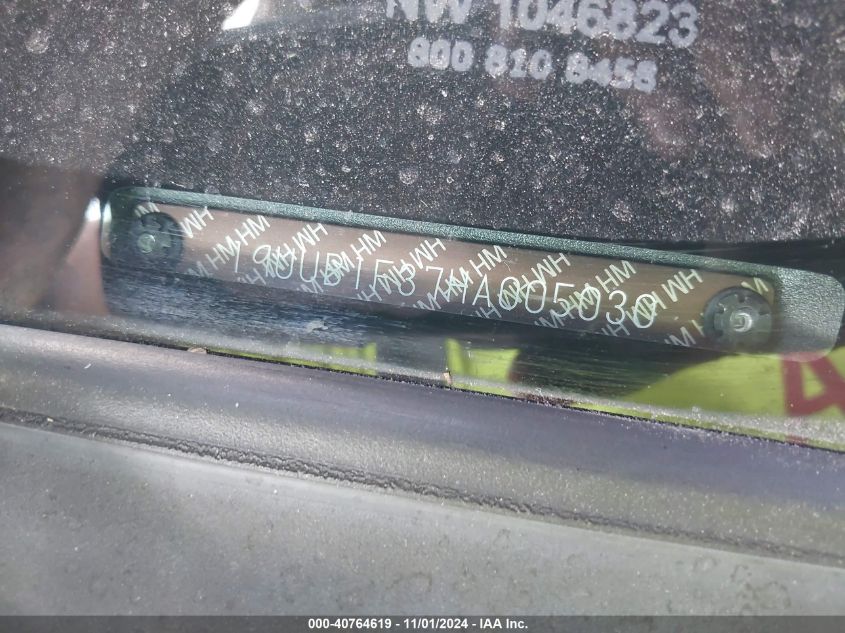 NW 1046823
800 810 8458
19UUB1F37HA005030
000-40764619 - 11/01/2024 - IAA Inc.